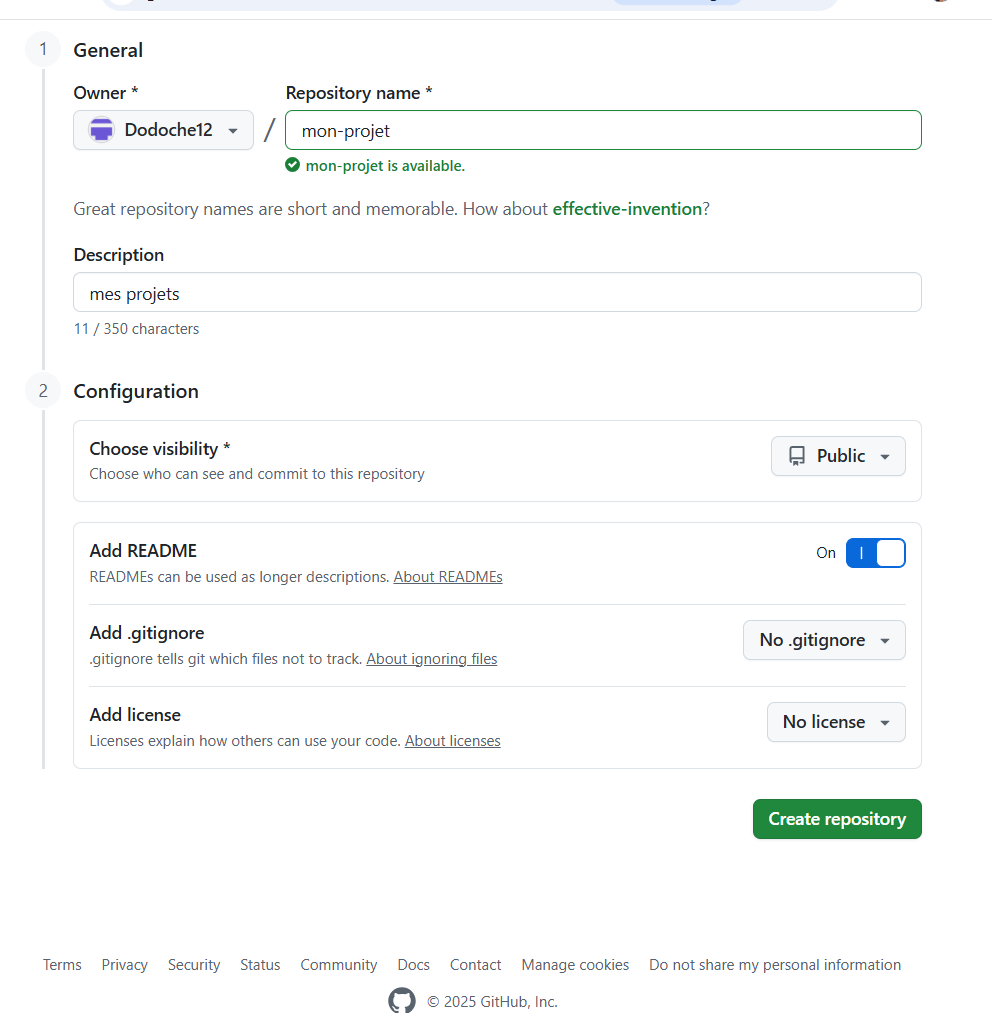 1 General
Owner * Repository name *
Dodoche12 / mon-projet
mon-projet is available.
Great repository names are short and memorable. How about effective-invention?
Description
mes projets
11 / 350 characters
2 Configuration
Choose visibility * Public
Choose who can see and commit to this repository
Add README On
READMEs can be used as longer descriptions. About READMEs
Add .gitignore No .gitignore
.gitignore tells git which files not to track. About ignoring files
Add license No license
Licenses explain how others can use your code. About licenses
Create repository
Terms Privacy Security Status Community Docs Contact Manage cookies Do not share my personal information
© 2025 GitHub, Inc.